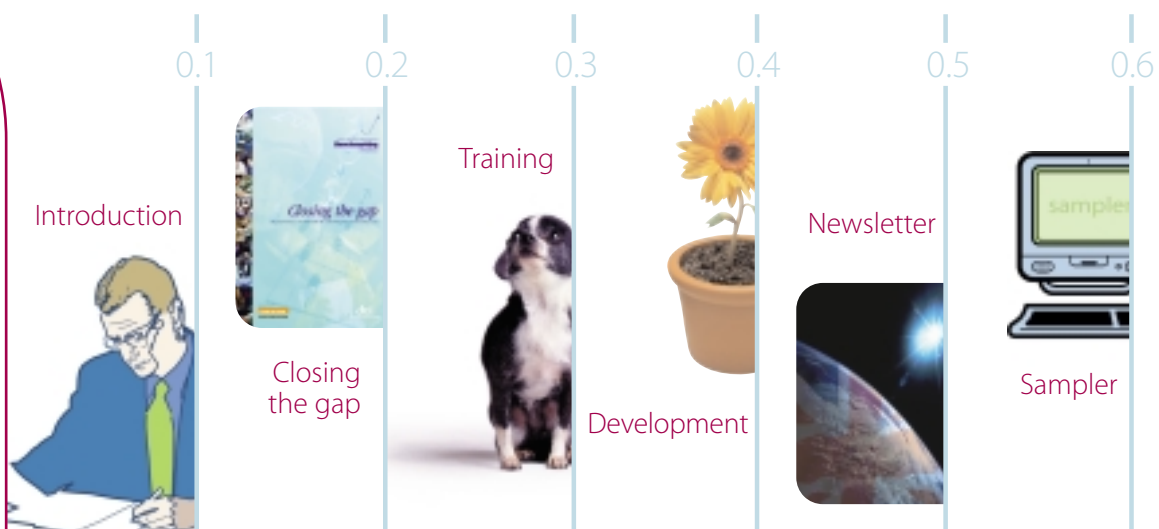 0.1
0.2
0.3
0.4
0.5
0.6
Introduction
Closing the gap
Closing
the gap
Training
Development
Newsletter
sampler
Sampler